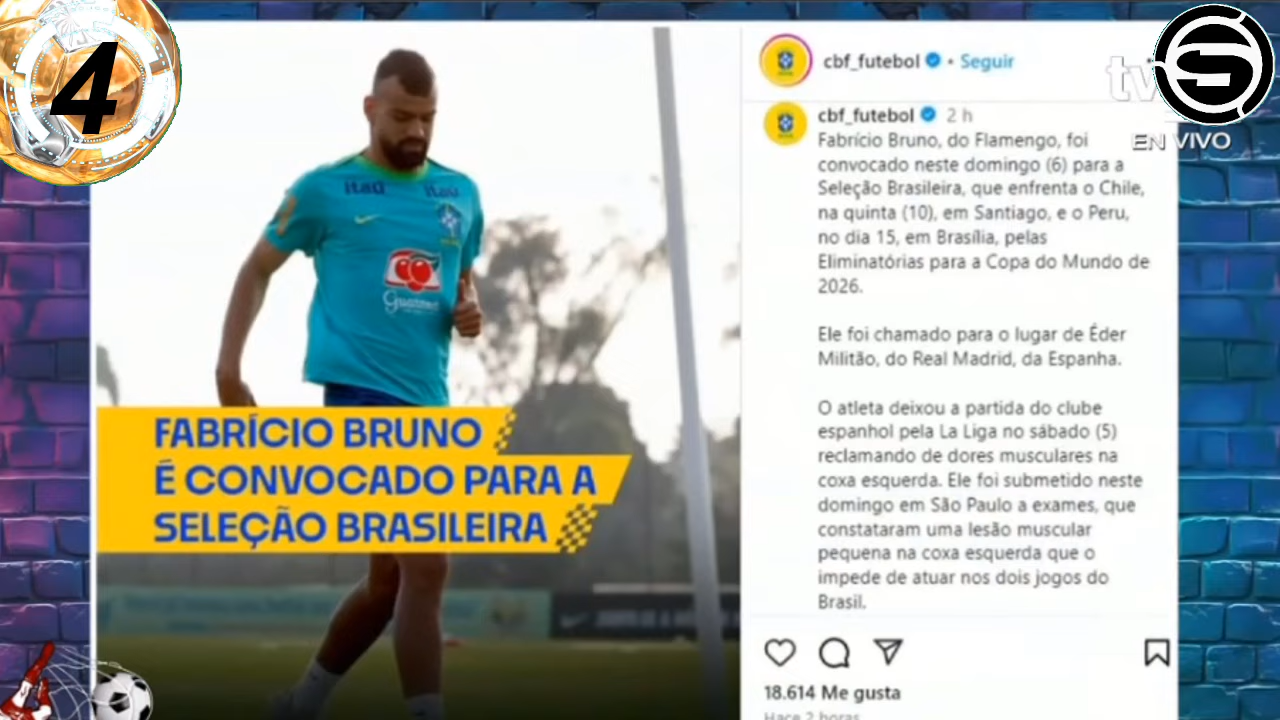 4
itaú
itaú
Guaraná
FABRÍCIO BRUNO
É CONVOCADO PARA A
SELEÇÃO BRASILEIRA
cbf_futebol • Seguir
tv
S
EN VIVO
cbf_futebol 2 h
Fabrício Bruno, do Flamengo, foi
convocado neste domingo (6) para a
Seleção Brasileira, que enfrenta o Chile,
na quinta (10), em Santiago, e o Peru,
no dia 15, em Brasília, pelas
Eliminatórias para a Copa do Mundo de
2026.
Ele foi chamado para o lugar de Éder
Militão, do Real Madrid, da Espanha.
O atleta deixou a partida do clube
espanhol pela La Liga no sábado (5)
reclamando de dores musculares na
coxa esquerda. Ele foi submetido neste
domingo em São Paulo a exames, que
constataram uma lesão muscular
pequena na coxa esquerda que o
impede de atuar nos dois jogos do
Brasil.
18.614 Me gusta
Hace 2 horas